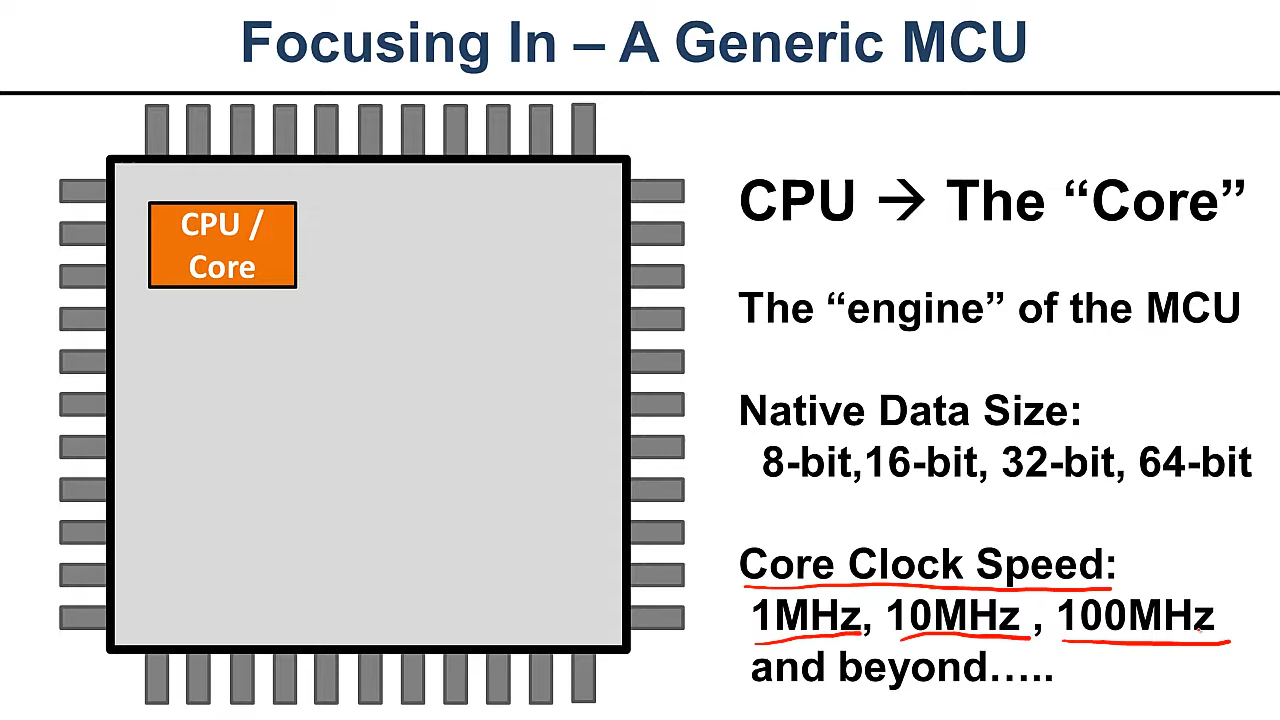 Focusing In – A Generic MCU
CPU /
Core
CPU → The “Core”
The “engine” of the MCU
Native Data Size:
8-bit,16-bit, 32-bit, 64-bit
Core Clock Speed:
1MHz, 10MHz , 100MHz
and beyond…..